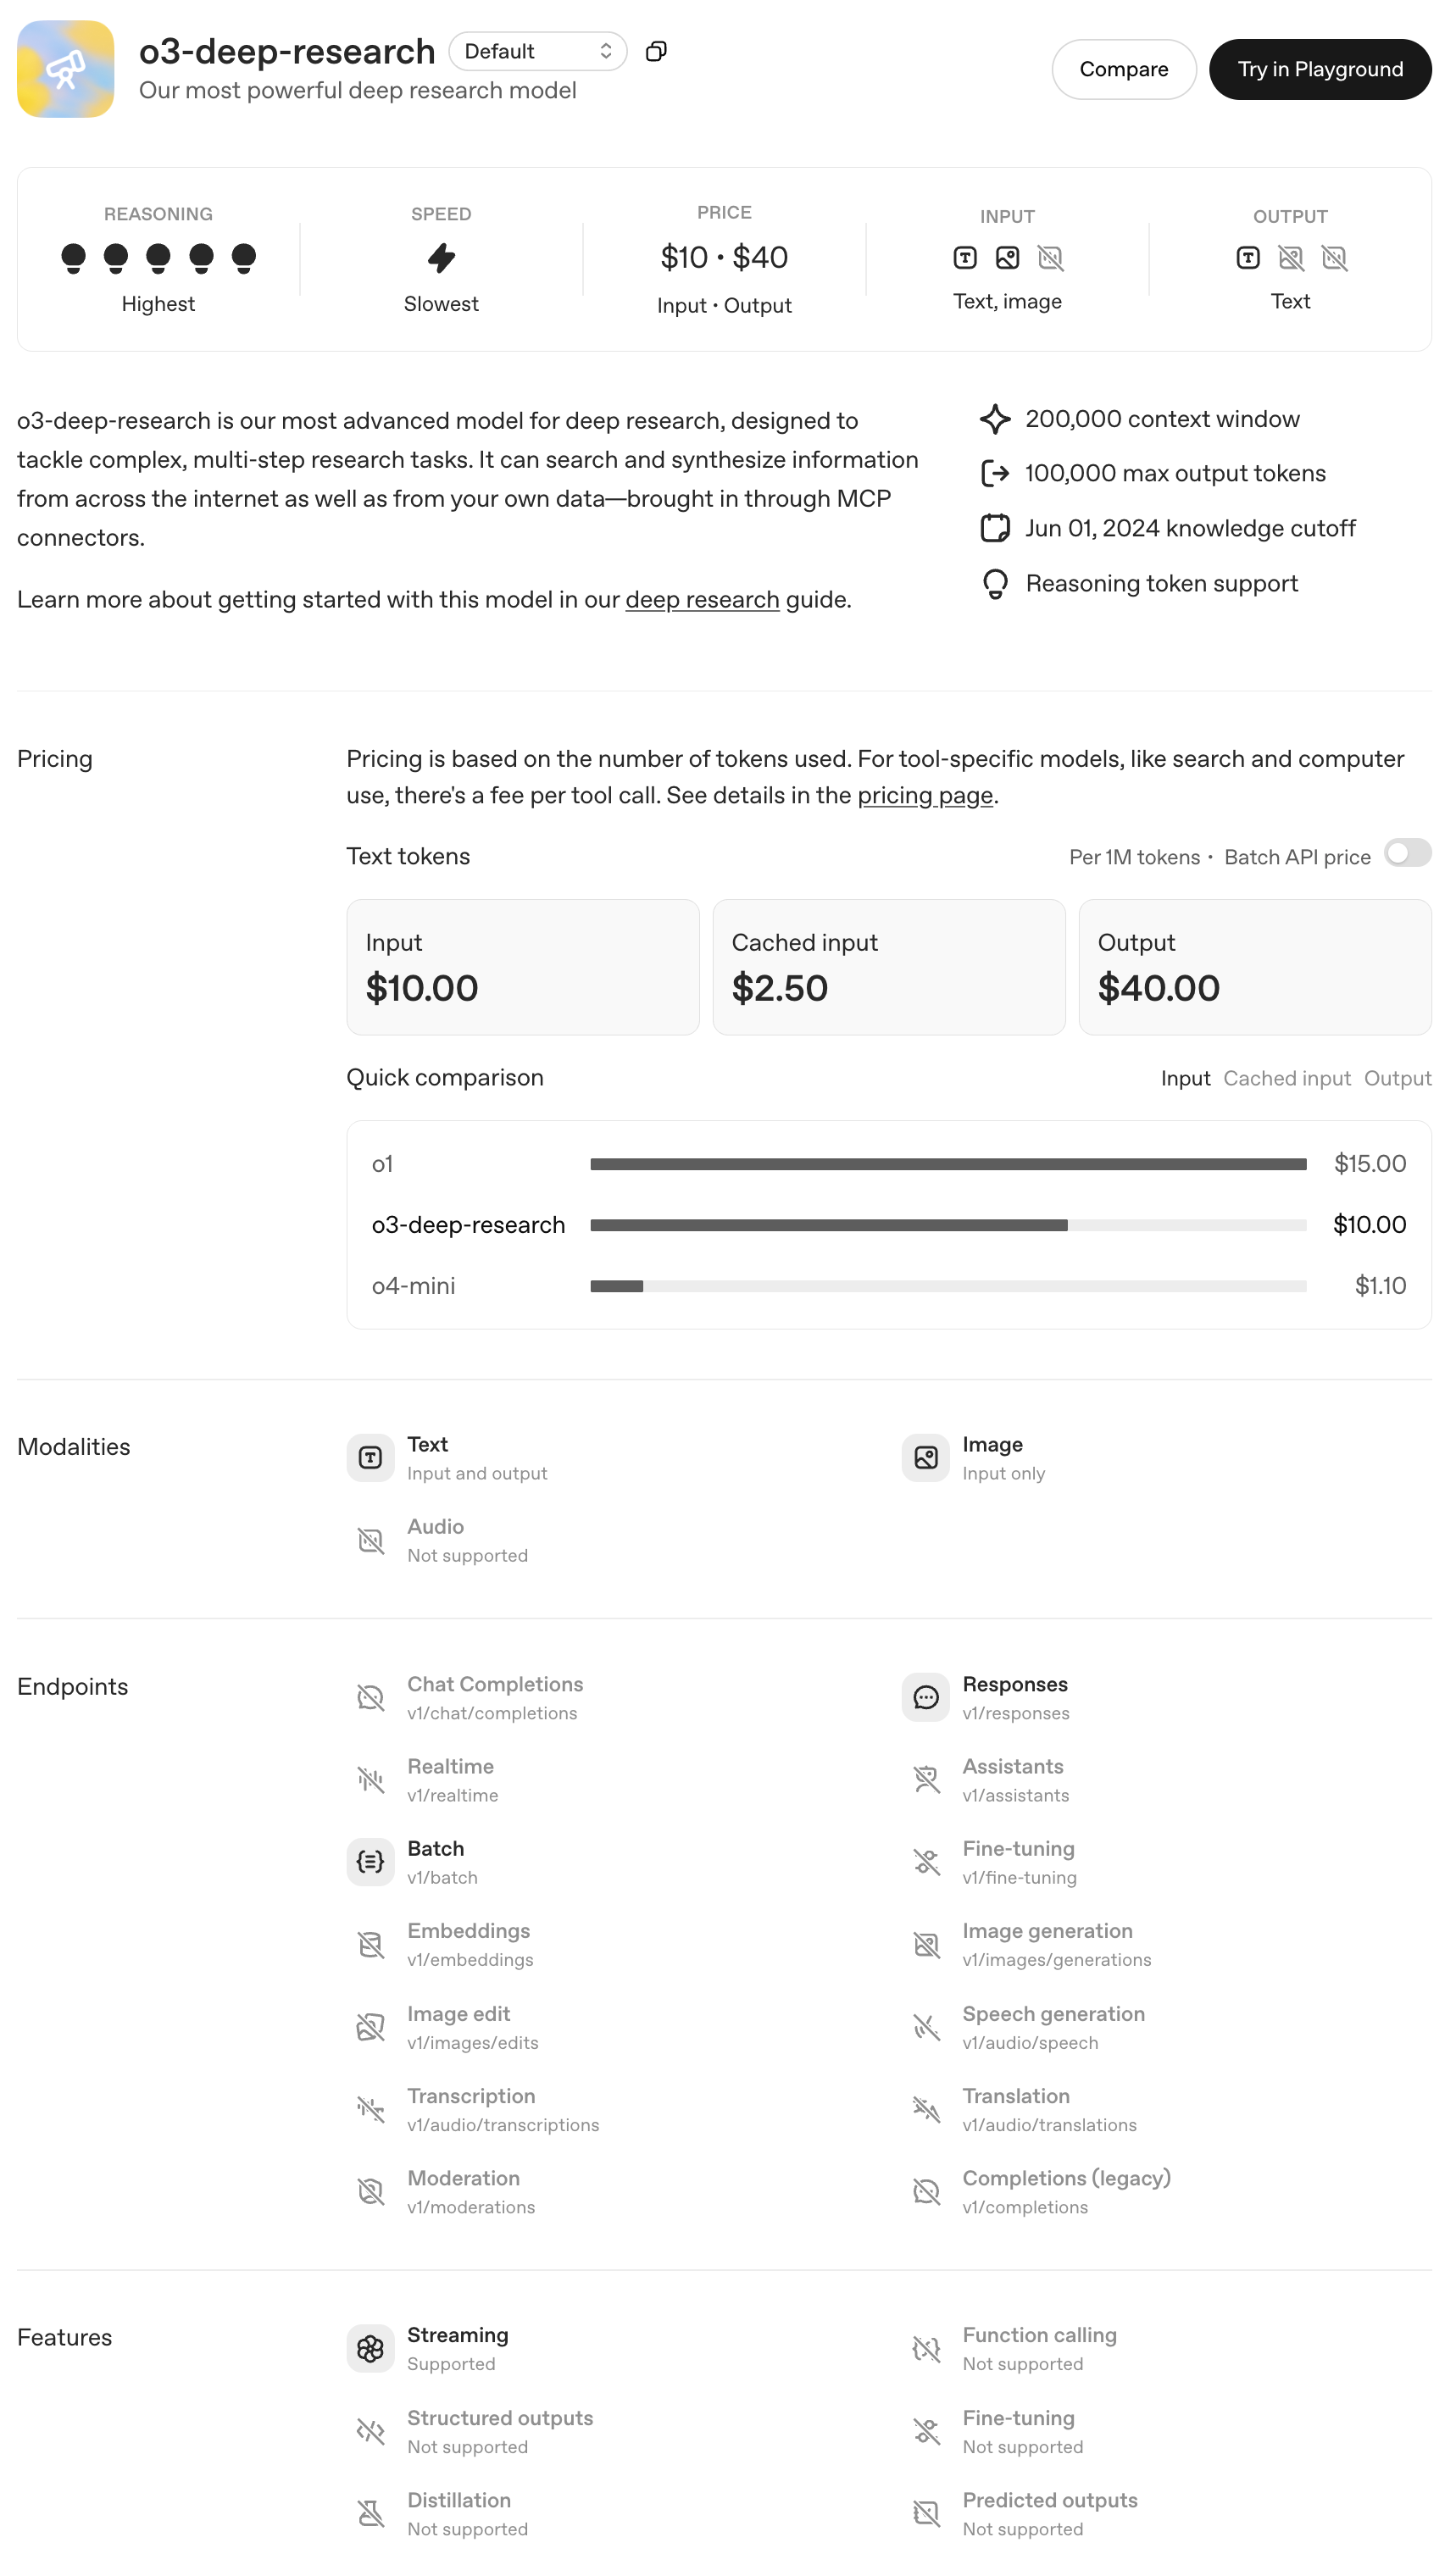 o3-deep-research
Default
Our most powerful deep research model
Compare
Try in Playground
REASONING
Highest
SPEED
Slowest
PRICE
$10 • $40
Input • Output
INPUT
Text, image
OUTPUT
Text
o3-deep-research is our most advanced model for deep research, designed to
tackle complex, multi-step research tasks. It can search and synthesize information
from across the internet as well as from your own data—brought in through MCP
connectors.
Learn more about getting started with this model in our deep research guide.
200,000 context window
100,000 max output tokens
Jun 01, 2024 knowledge cutoff
Reasoning token support
Pricing
Pricing is based on the number of tokens used. For tool-specific models, like search and computer
use, there's a fee per tool call. See details in the pricing page.
Text tokens
Per 1M tokens • Batch API price
Input
$10.00
Cached input
$2.50
Output
$40.00
Quick comparison
Input Cached input Output
o1 $15.00
o3-deep-research $10.00
o4-mini $1.10
Modalities
Text
Input and output
Image
Input only
Audio
Not supported
Endpoints
Chat Completions
v1/chat/completions
Responses
v1/responses
Realtime
v1/realtime
Assistants
v1/assistants
Batch
v1/batch
Fine-tuning
v1/fine-tuning
Embeddings
v1/embeddings
Image generation
v1/images/generations
Image edit
v1/images/edits
Speech generation
v1/audio/speech
Transcription
v1/audio/transcriptions
Translation
v1/audio/translations
Moderation
v1/moderations
Completions (legacy)
v1/completions
Features
Streaming
Supported
Function calling
Not supported
Structured outputs
Not supported
Fine-tuning
Not supported
Distillation
Not supported
Predicted outputs
Not supported